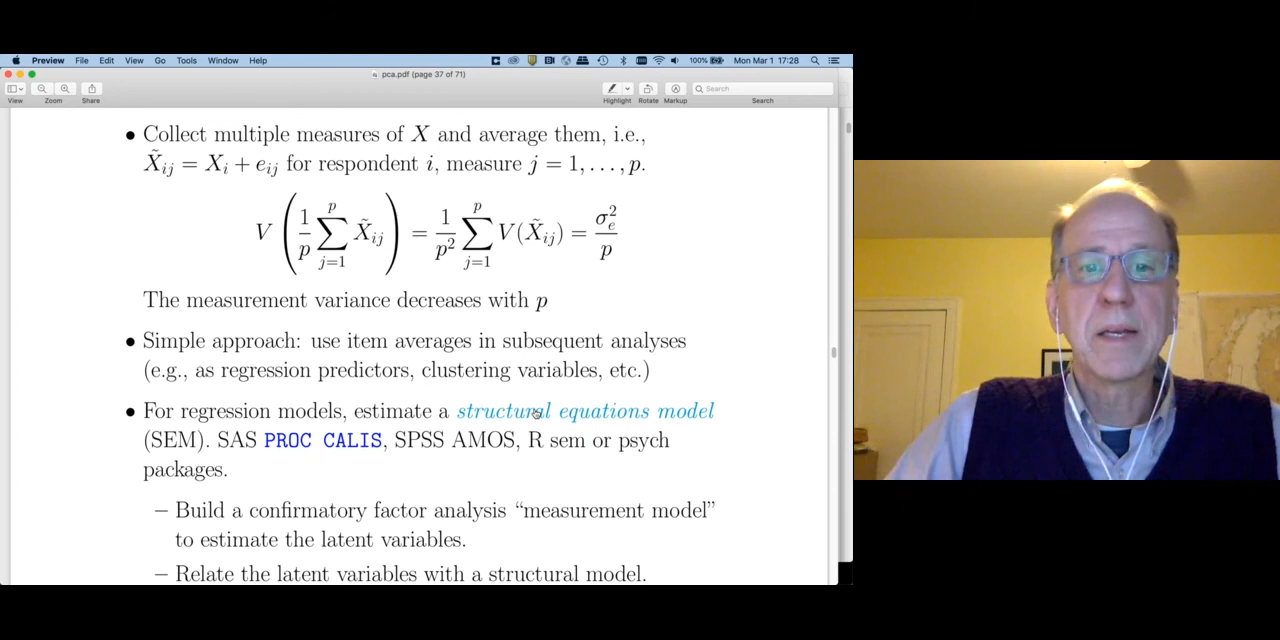 Preview File Edit View Go Tools Window Help 100% Mon Mar 1 17:28
pca.pdf (page 37 of 71)
View Zoom Share Highlight Rotate Markup Search
Search
• Collect multiple measures of X and average them, i.e.,
X̃ᵢⱼ = Xᵢ + eᵢⱼ for respondent i, measure j = 1, . . . , p.
V ( 1/p ∑ⱼ₌₁ᵖ X̃ᵢⱼ ) = 1/p² ∑ⱼ₌₁ᵖ V(X̃ᵢⱼ) = σₑ²/p
The measurement variance decreases with p
• Simple approach: use item averages in subsequent analyses
(e.g., as regression predictors, clustering variables, etc.)
• For regression models, estimate a structural equations model
(SEM). SAS PROC CALIS, SPSS AMOS, R sem or psych
packages.
– Build a confirmatory factor analysis “measurement model”
to estimate the latent variables.
– Relate the latent variables with a structural model.